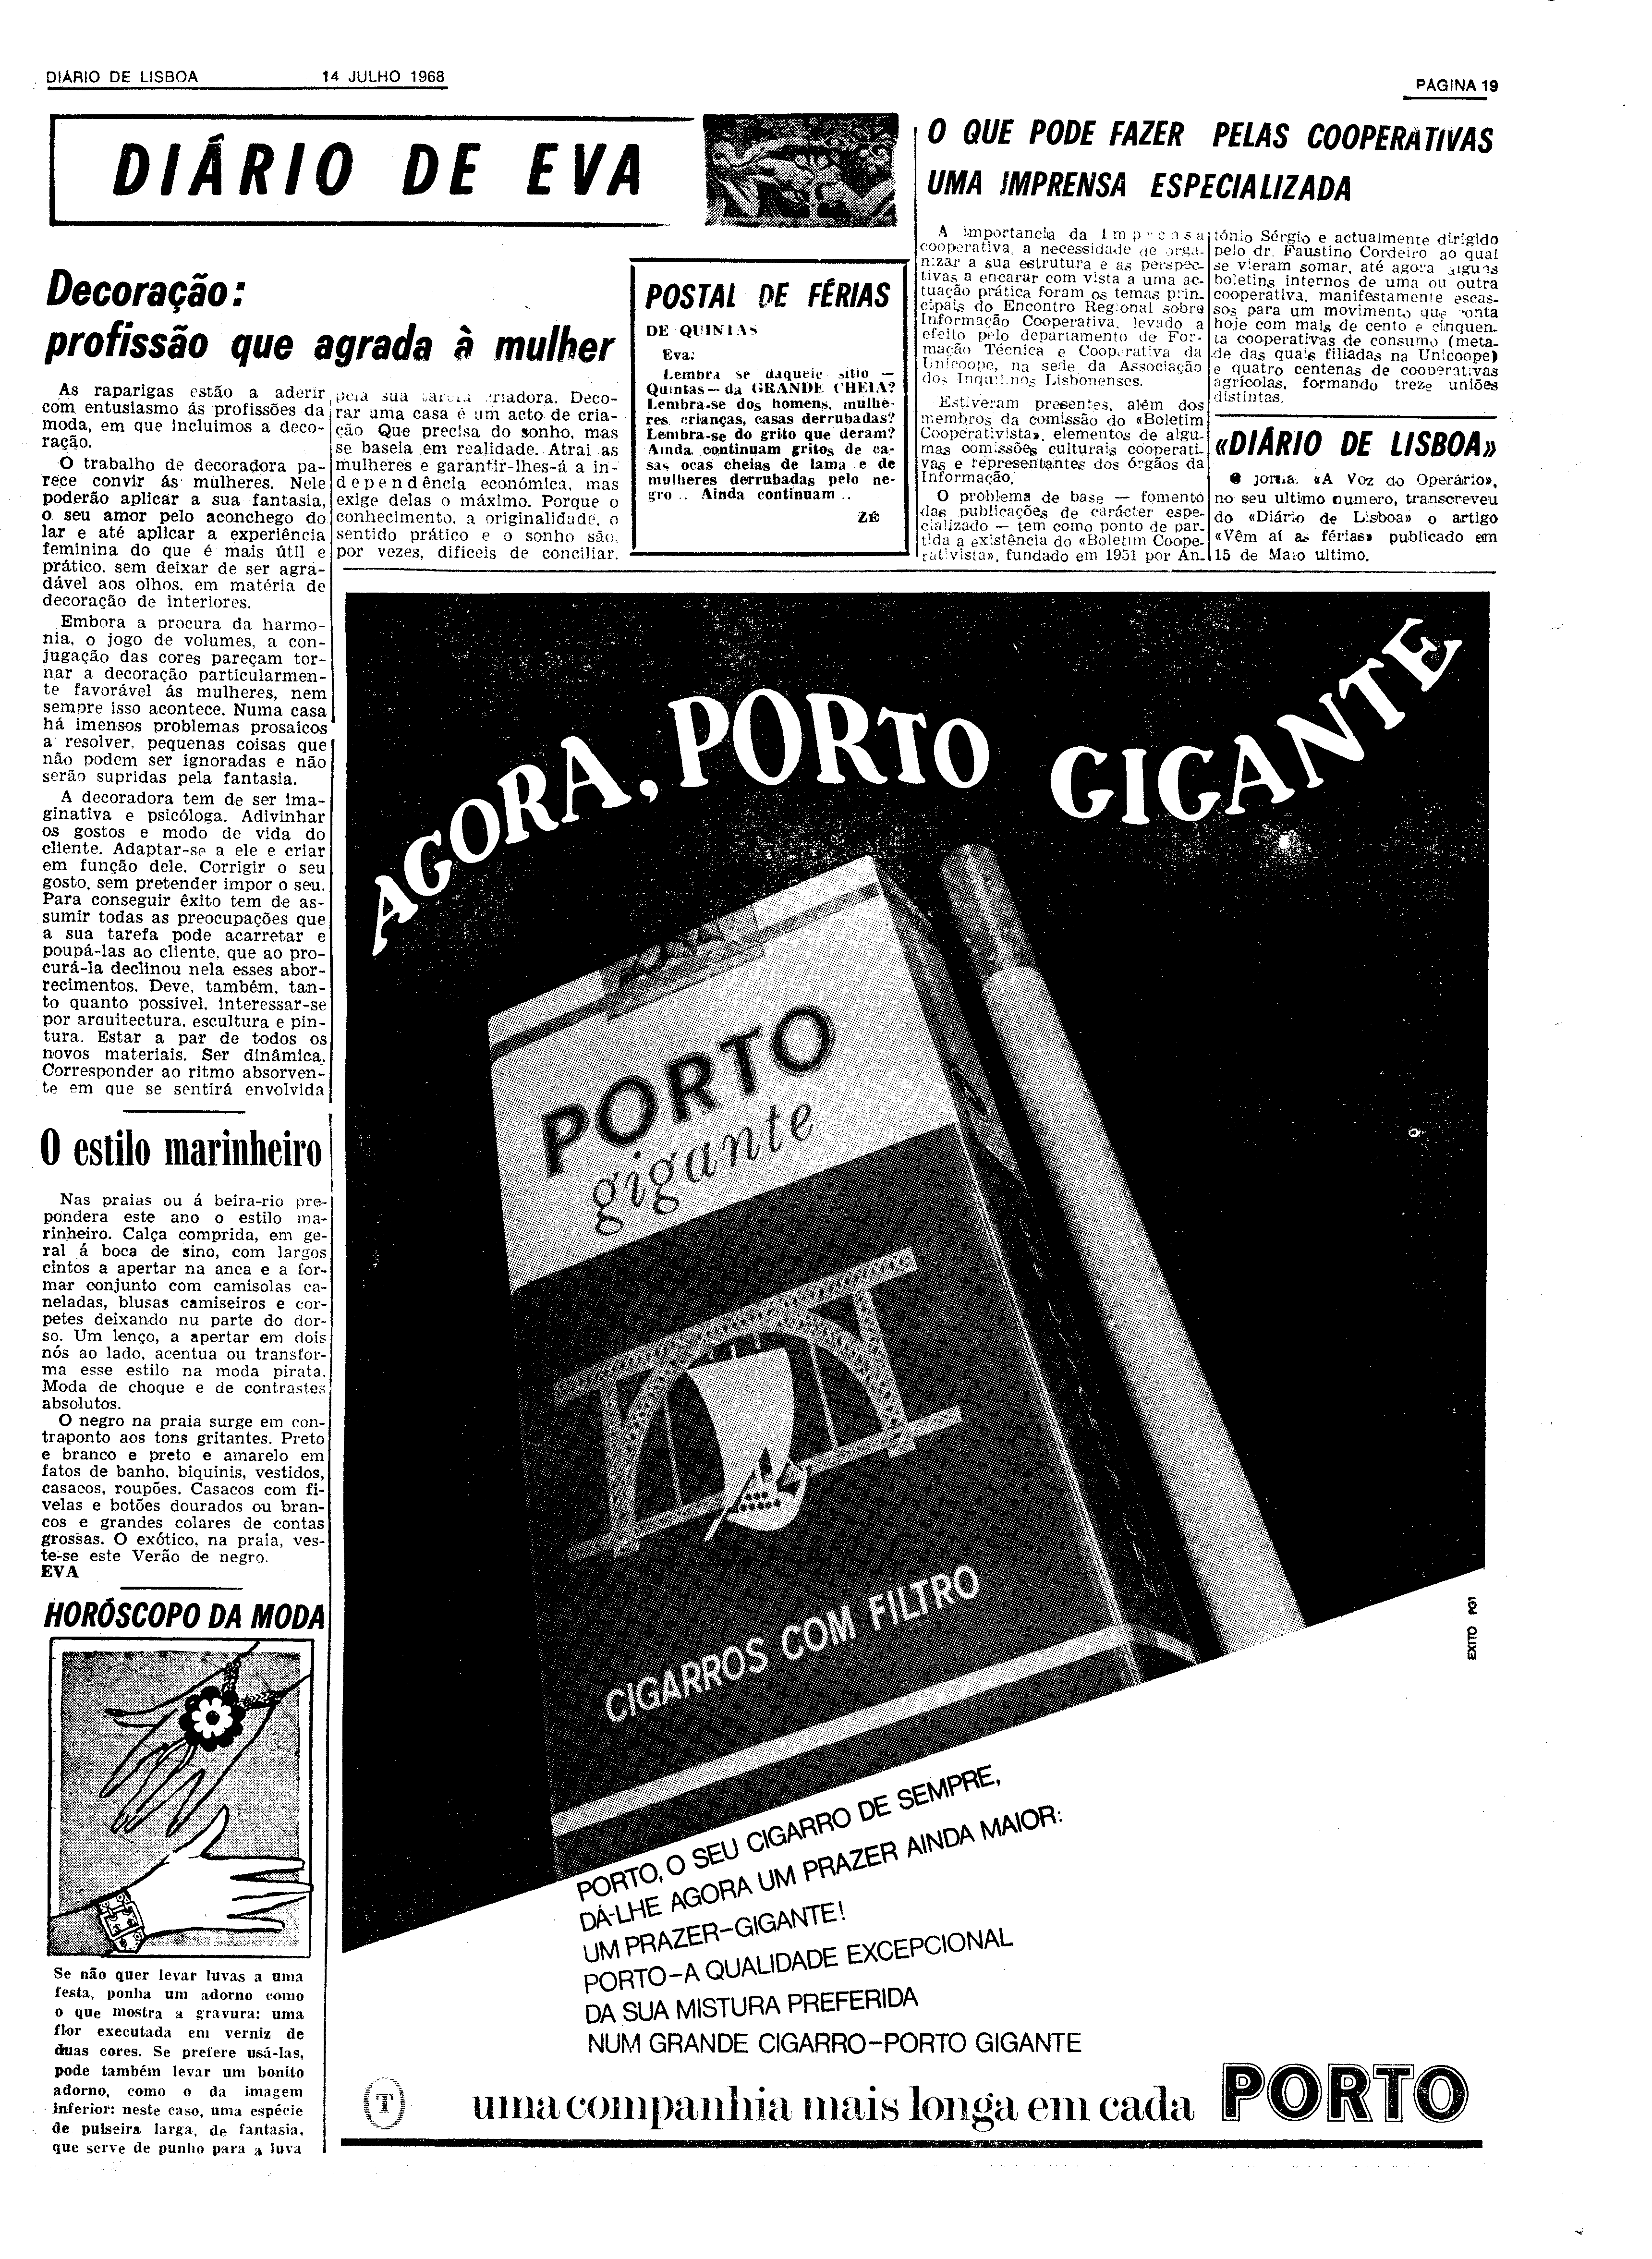 DIÁRIO DE LISBOA 14 JULHO 1968
PÁGINA 19
DIÁRIO DE EVA
Decoração:
profissão que agrada à mulher
As raparigas estão a aderir
com entusiasmo ás profissões da
moda, em que incluimos a deco-
ração.
O trabalho de decoradora pa-
rece convir ás mulheres. Nele
poderão aplicar a sua fantasia,
o seu amor pelo aconchego do
lar e até aplicar a experiência
feminina do que é mais útil e
prático, sem deixar de ser agra-
dável aos olhos, em matéria de
decoração de interiores.
Embora a procura da harmo-
nia, o jogo de volumes, a con-
jugação das cores pareçam tor-
nar a decoração particularmen-
te favorável ás mulheres, nem
sempre isso acontece. Numa casa
há imensos problemas prosaicos
a resolver, pequenas coisas que
não podem ser ignoradas e não
serão supridas pela fantasia.
A decoradora tem de ser ima-
ginativa e psicóloga. Adivinhar
os gostos e modo de vida do
cliente. Adaptar-se a ele e criar
em função dele. Corrigir o seu
gosto, sem pretender impor o seu.
Para conseguir êxito tem de as-
sumir todas as preocupações que
a sua tarefa pode acarretar e
poupá-las ao cliente, que ao pro-
curá-la declinou nela esses abor-
recimentos. Deve, também, tan-
to quanto possível, interessar-se
por arquitectura, escultura e pin-
tura. Estar a par de todos os
novos materiais. Ser dinâmica.
Corresponder ao ritmo absorven-
te em que se sentirá envolvida
pela sua tarefa criadora. Deco-
rar uma casa é um acto de cria-
ção Que precisa do sonho, mas
se baseia em realidade. Atrai as
mulheres e garantir-lhes-á a in-
dependência económica, mas
exige delas o máximo. Porque o
conhecimento, a originalidade, o
sentido prático e o sonho são,
por vezes, difíceis de conciliar.
POSTAL DE FÉRIAS
DE QUINTAS
Eva:
Lembra se daquele sitio —
Quintas — da GRANDE CHEIA?
Lembra-se dos homens, mulhe-
res, crianças, casas derrubadas?
Lembra-se do grito que deram?
Ainda continuam gritos de ca-
sas ocas cheias de lama e de
mulheres derrubadas pelo ne-
gro .. Ainda continuam ..
ZÉ
O QUE PODE FAZER PELAS COOPERATIVAS
UMA IMPRENSA ESPECIALIZADA
A importancia da Imprensa
cooperativa, a necessidade de orga-
nizar a sua estrutura e as perspec-
tivas a encarar com vista a uma ac-
tuação prática foram os temas prin-
cipais do Encontro Regional sobre
Informação Cooperativa, levado a
efeito pelo departamento de For-
mação Técnica e Cooperativa da
Unicoope, na sede da Associação
dos Inquilinos Lisbonenses.
Estiveram presentes, além dos
membros da comissão do «Boletim
Cooperativista», elementos de algu-
mas comissões culturais cooperati-
vas e representantes dos órgãos da
Informação.
O problema de base — fomento
das publicações de carácter espe-
cializado — tem como ponto de par-
tida a existência do «Boletim Coope-
rativista», fundado em 1951 por An-
tónio Sérgio e actualmente dirigido
pelo dr. Faustino Cordeiro ao qual
se vieram somar, até agora alguns
boletins internos de uma ou outra
cooperativa, manifestamente escas-
sos para um movimento que conta
hoje com mais de cento e cinquen-
ta cooperativas de consumo (meta-
de das quais filiadas na Unicoope)
e quatro centenas de cooperativas
agrícolas, formando treze uniões
distintas.
«DIÁRIO DE LISBOA»
● jornal «A Voz do Operário»,
no seu ultimo numero, transcreveu
do «Diário de Lisboa» o artigo
«Vêm aí as férias» publicado em
15 de Maio ultimo.
O estilo marinheiro
Nas praias ou á beira-rio pre-
pondera este ano o estilo ma-
rinheiro. Calça comprida, em ge-
ral á boca de sino, com largos
cintos a apertar na anca e a for-
mar conjunto com camisolas ca-
neladas, blusas camiseiros e cor-
petes deixando nu parte do dor-
so. Um lenço, a apertar em dois
nós ao lado, acentua ou transfor-
ma esse estilo na moda pirata.
Moda de choque e de contrastes
absolutos.
O negro na praia surge em con-
traponto aos tons gritantes. Preto
e branco e preto e amarelo em
fatos de banho, biquinis, vestidos,
casacos, roupões. Casacos com fi-
velas e botões dourados ou bran-
cos e grandes colares de contas
grossas. O exótico, na praia, ves-
te-se este Verão de negro.
EVA
HORÓSCOPO DA MODA
Se não quer levar luvas a uma
festa, ponha um adorno como
o que mostra a gravura: uma
flor executada em verniz de
duas cores. Se prefere usá-las,
pode também levar um bonito
adorno, como o da imagem
inferior: neste caso, uma espécie
de pulseira larga, de fantasia,
que serve de punho para a luva
AGORA, PORTO GIGANTE
PORTO
gigante
CIGARROS COM FILTRO
EXITO PG1
PORTO, O SEU CIGARRO DE SEMPRE,
DÁ-LHE AGORA UM PRAZER AINDA MAIOR:
UM PRAZER-GIGANTE!
PORTO-A QUALIDADE EXCEPCIONAL
DA SUA MISTURA PREFERIDA
NUM GRANDE CIGARRO-PORTO GIGANTE
T uma companhia mais longa em cada PORTO